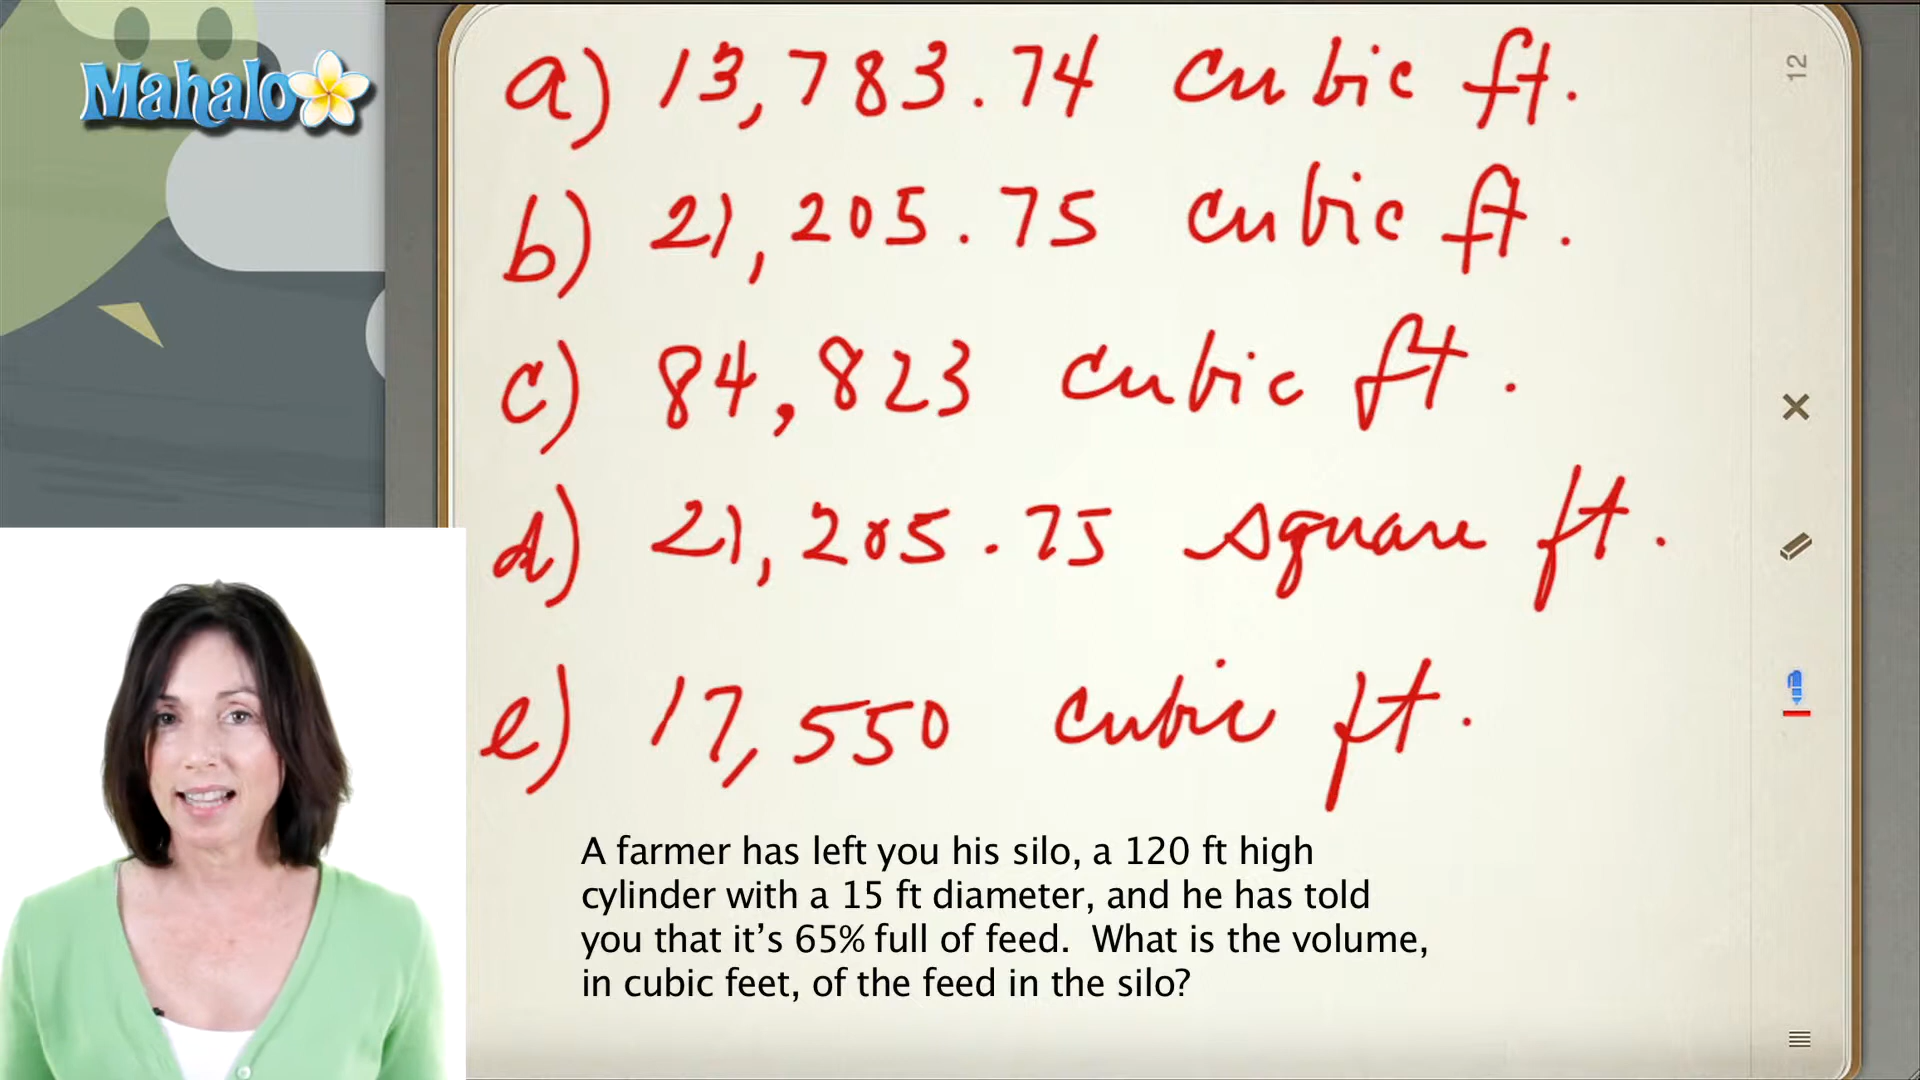 Mahalo
a) 13,783.74 cubic ft.
b) 21,205.75 cubic ft.
c) 84,823 cubic ft.
d) 21,205.75 square ft.
e) 17,550 cubic ft.
A farmer has left you his silo, a 120 ft high
cylinder with a 15 ft diameter, and he has told
you that it’s 65% full of feed.  What is the volume,
in cubic feet, of the feed in the silo?
12